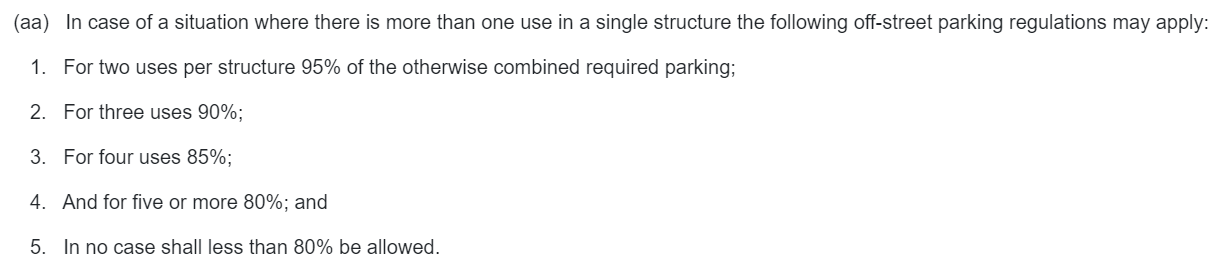 (aa) In case of a situation where there is more than one use in a single structure the following off-street parking regulations may apply:
1. For two uses per structure 95% of the otherwise combined required parking;
2. For three uses 90%;
3. For four uses 85%;
4. And for five or more 80%; and
5. In no case shall less than 80% be allowed.